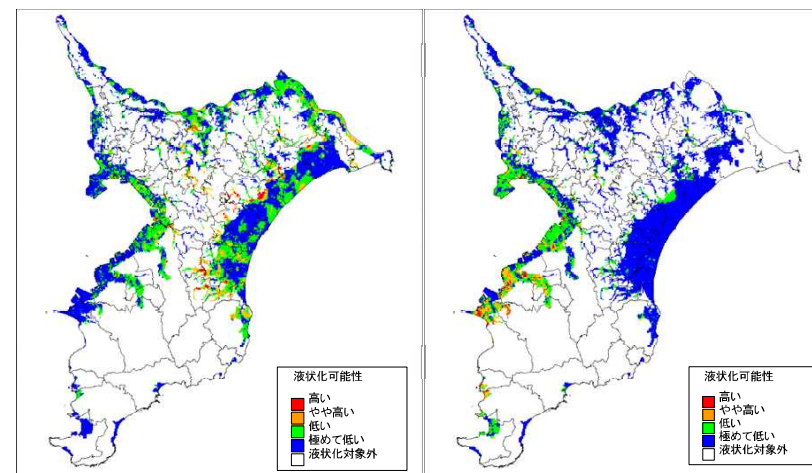 液状化可能性
高い
やや高い
低い
極めて低い
液状化対象外
液状化可能性
高い
やや高い
低い
極めて低い
液状化対象外